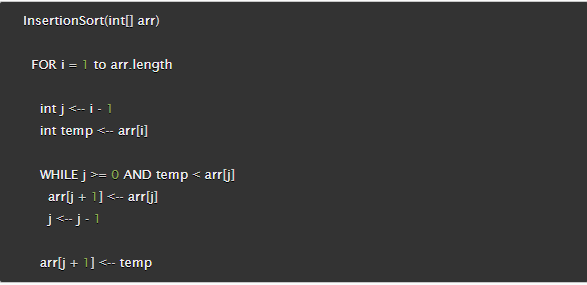 InsertionSort(int[] arr)
FOR i = 1 to arr.length
int j <-- i - 1
int temp <-- arr[i]
WHILE j >= 0 AND temp < arr[j]
arr[j + 1] <-- arr[j]
j <-- j - 1
arr[j + 1] <-- temp